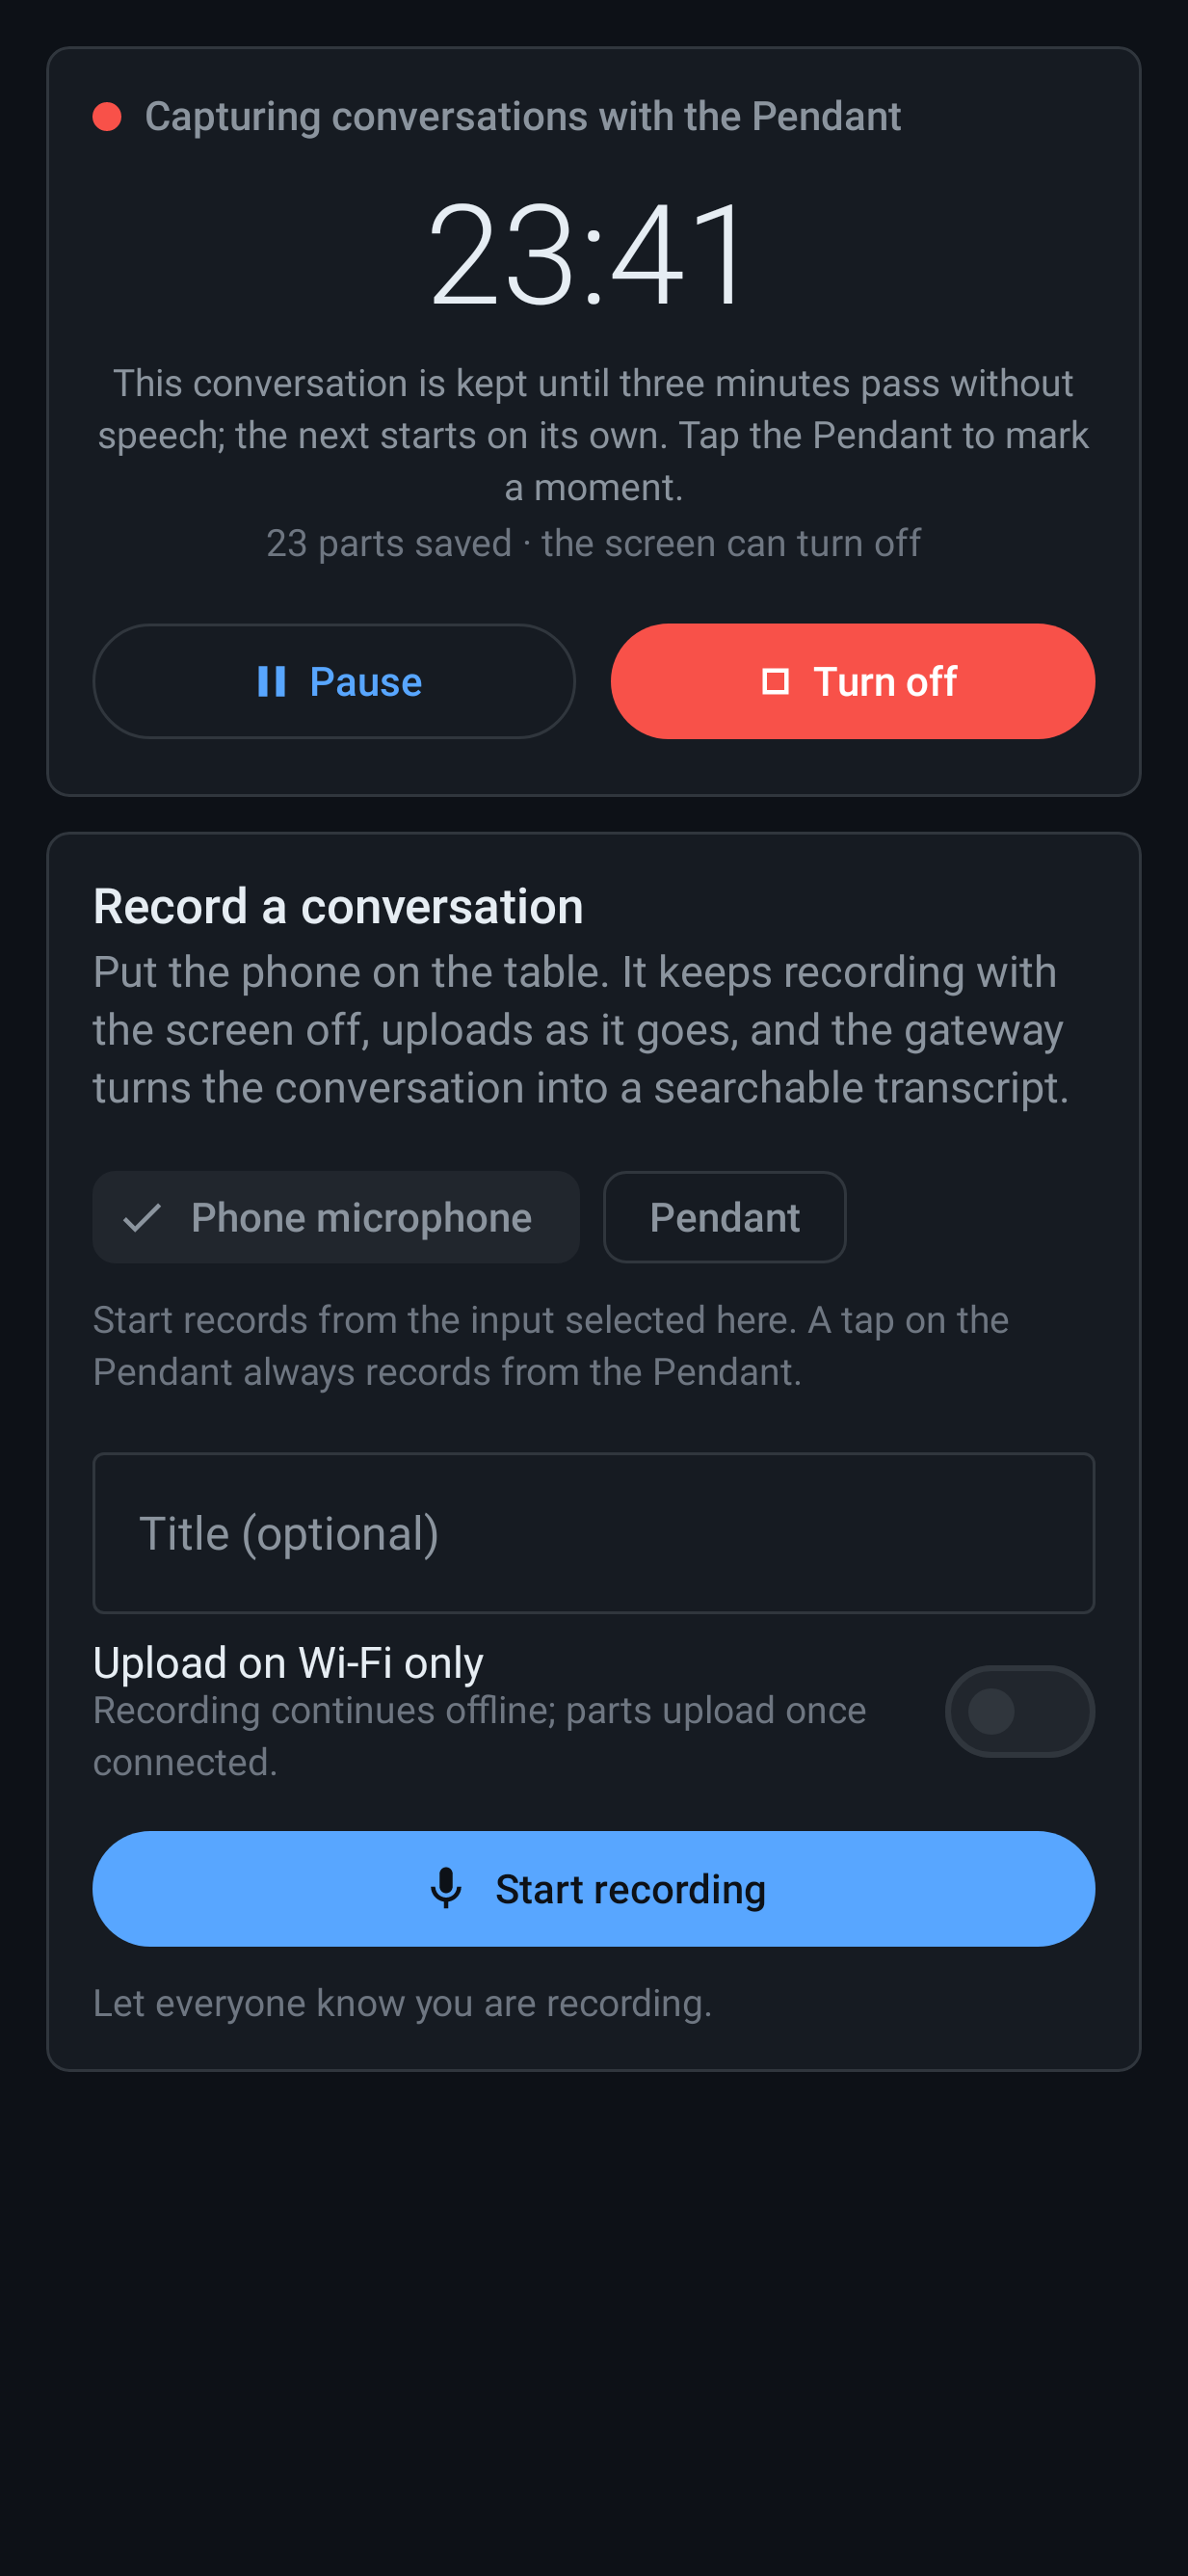 Capturing conversations with the Pendant
23:41
This conversation is kept until three minutes pass without
speech; the next starts on its own. Tap the Pendant to mark
a moment.
23 parts saved · the screen can turn off
Pause
Turn off
Record a conversation
Put the phone on the table. It keeps recording with
the screen off, uploads as it goes, and the gateway
turns the conversation into a searchable transcript.
Phone microphone
Pendant
Start records from the input selected here. A tap on the
Pendant always records from the Pendant.
Title (optional)
Upload on Wi-Fi only
Recording continues offline; parts upload once
connected.
Start recording
Let everyone know you are recording.